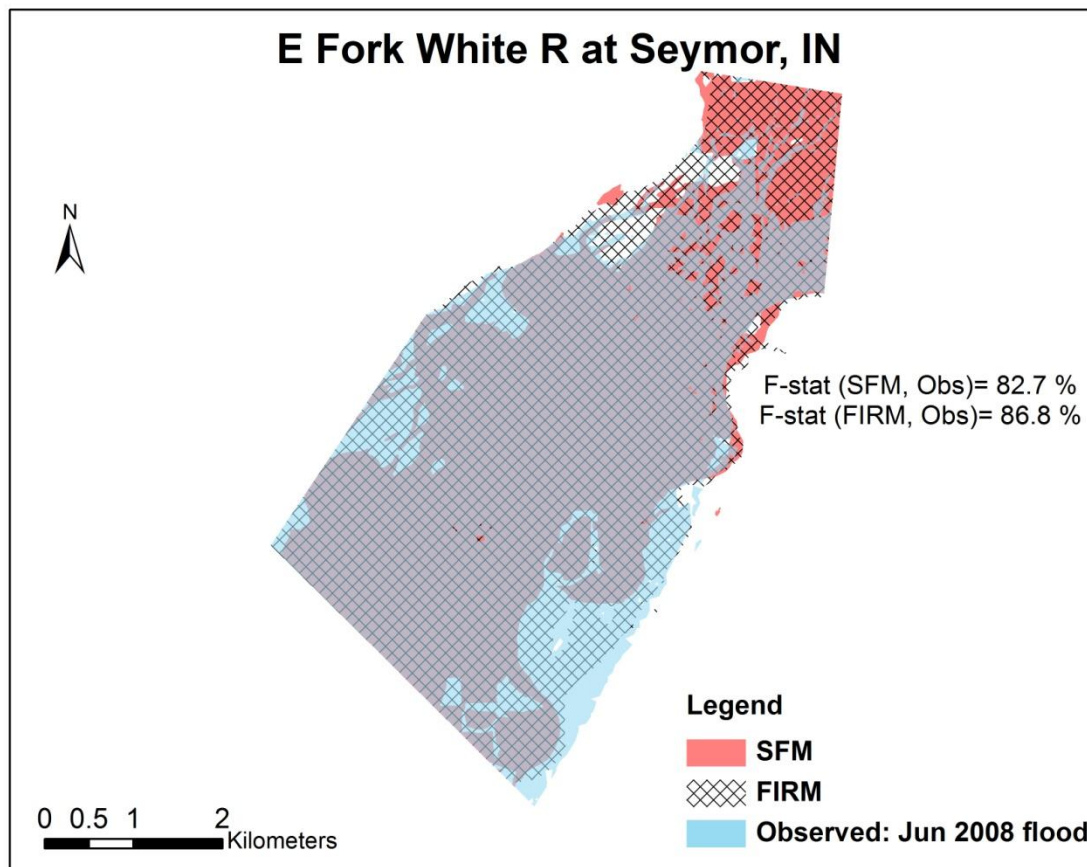 E Fork White R at Seymor, IN
N
F-stat (SFM, Obs)= 82.7 %
F-stat (FIRM, Obs)= 86.8 %
Legend
SFM
FIRM
Observed: Jun 2008 flood
0 0.5 1 2
Kilometers